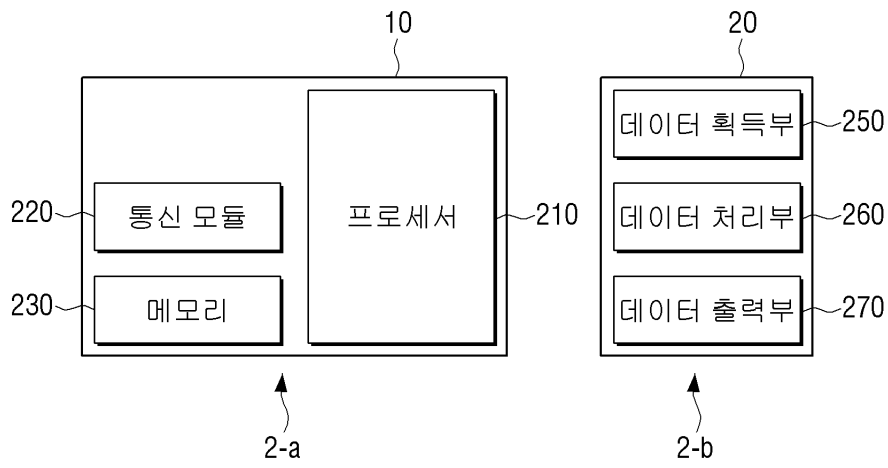 10
20
데이터 획득부
250
220
통신 모듈
프로세서
210
데이터 처리부
260
230
메모리
데이터 출력부
270
2-a
2-b